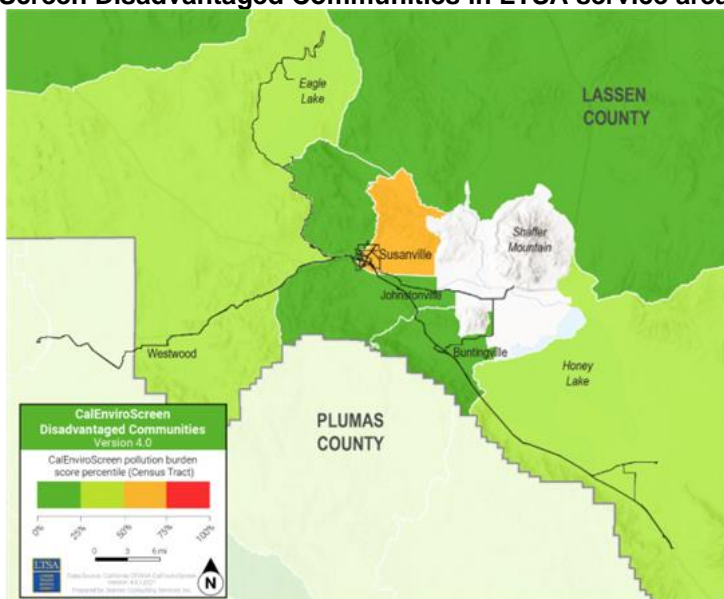 Screen Disadvantaged Communities in LTSA service area
Eagle
Lake
LASSEN
COUNTY
Shaffer
Mountain
Susanville
Johnstonville
Westwood
Buntingville
Honey
Lake
PLUMAS
COUNTY
CalEnviroScreen
Disadvantaged Communities
Version 4.0
CalEnviroScreen pollution burden
score percentile (Census Tract)
0% 25% 50% 75% 100%
0 3 6 mi
LTSA
N